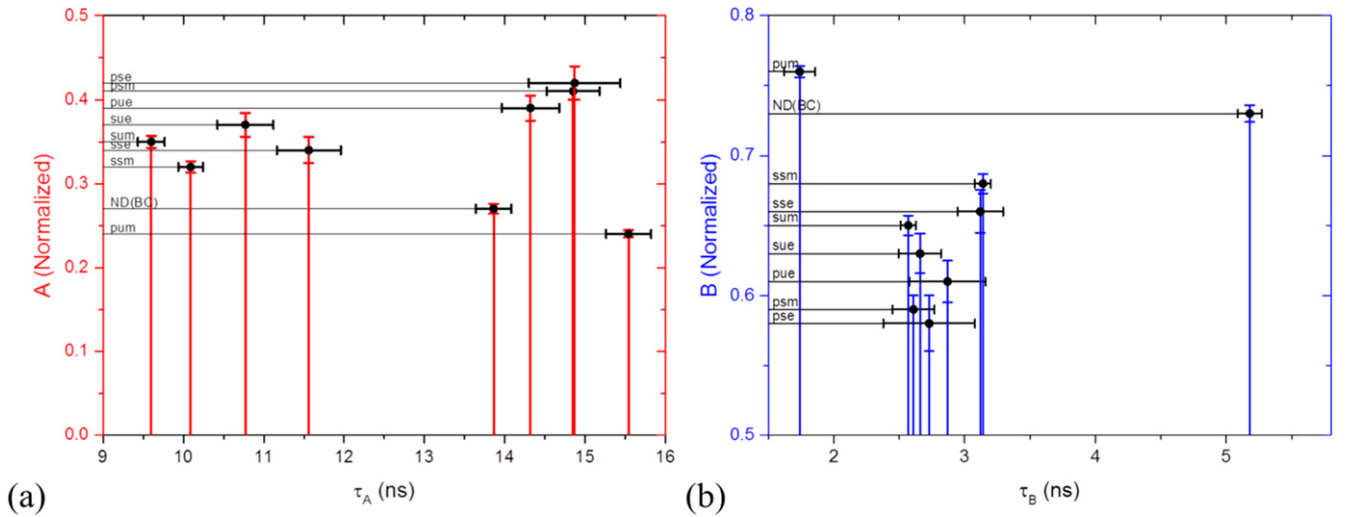 0.5
0.4
0.3
0.2
0.1
0.0
A (Normalized)
pse
psm
pue
sue
sum
sse
ssm
ND(BC)
pum
9 10 11 12 13 14 15 16
τA (ns)
(a)
0.8
0.7
0.6
0.5
B (Normalized)
pum
ND(BC)
ssm
sse
sum
sue
pue
psm
pse
2 3 4 5
τB (ns)
(b)